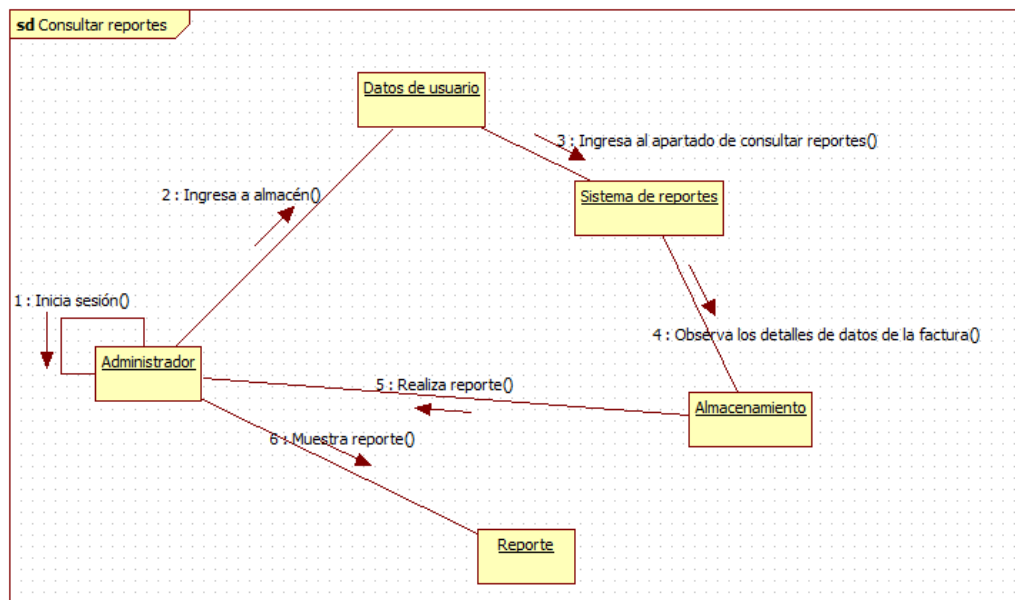 sd Consultar reportes
Datos de usuario
3 : Ingresa al apartado de consultar reportes()
2 : Ingresa a almacén()
Sistema de reportes
1 : Inicia sesión()
4 : Observa los detalles de datos de la factura()
Administrador
5 : Realiza reporte()
Almacenamiento
6 : Muestra reporte()
Reporte